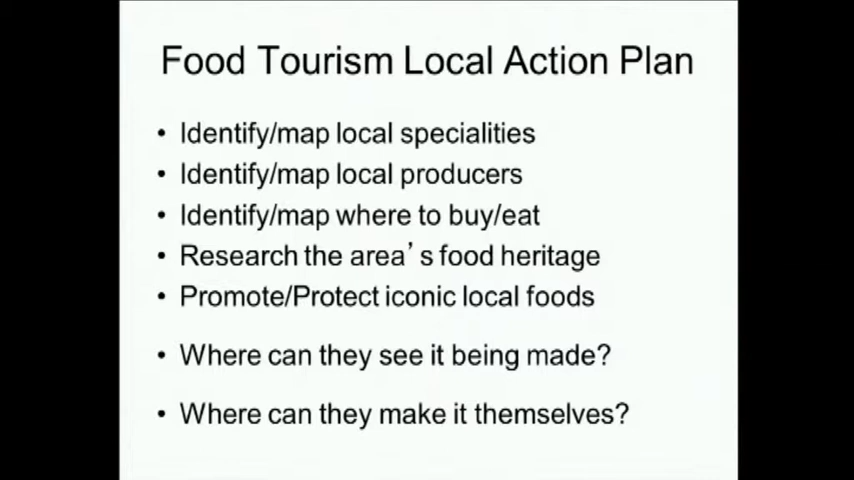 Food Tourism Local Action Plan
• Identify/map local specialities
• Identify/map local producers
• Identify/map where to buy/eat
• Research the area's food heritage
• Promote/Protect iconic local foods
• Where can they see it being made?
• Where can they make it themselves?